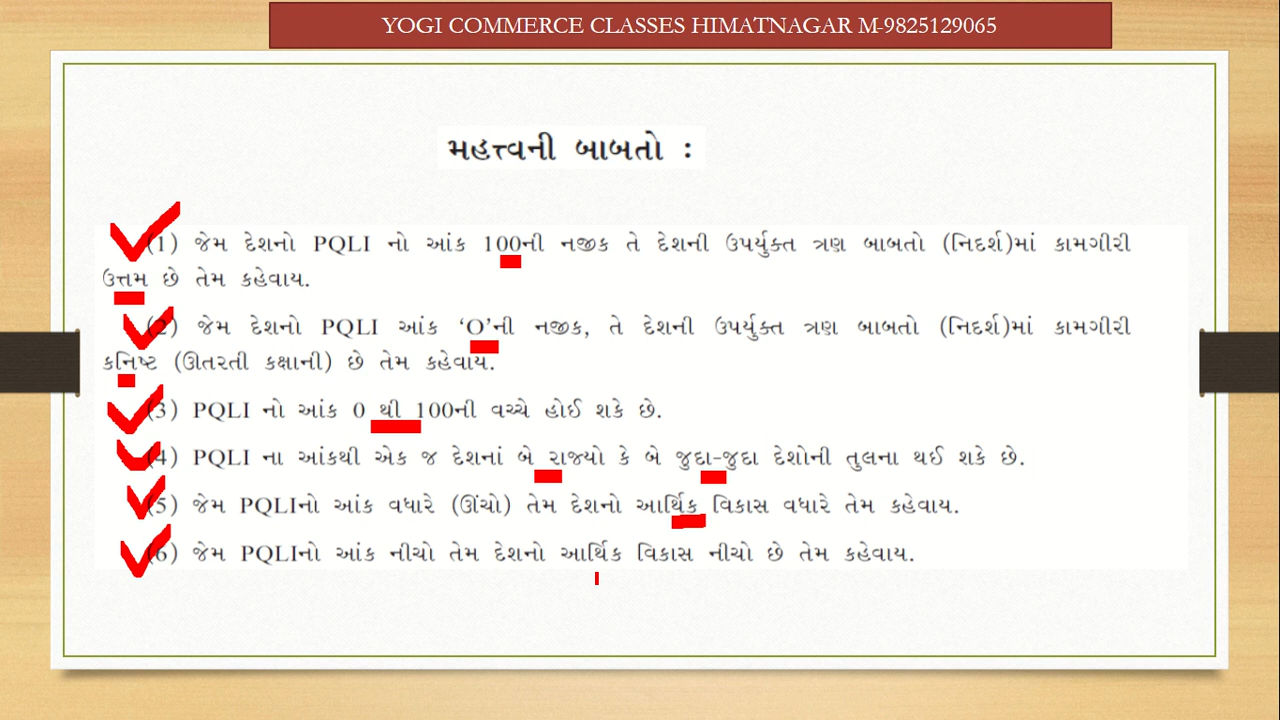 YOGI COMMERCE CLASSES HIMATNAGAR M-9825129065
મહત્ત્વની બાબતો :
(1) જેમ દેશનો PQLI નો આંક 100ની નજીક તે દેશની ઉપર્યુક્ત ત્રણ બાબતો (નિદર્શ)માં કામગીરી
ઉત્તમ છે તેમ કહેવાય.
(2) જેમ દેશનો PQLI આંક ‘O’ની નજીક, તે દેશની ઉપર્યુક્ત ત્રણ બાબતો (નિદર્શ)માં કામગીરી
કનિષ્ટ (ઊતરતી કક્ષાની) છે તેમ કહેવાય.
(3) PQLI નો આંક 0 થી 100ની વચ્ચે હોઈ શકે છે.
(4) PQLI ના આંકથી એક જ દેશનાં બે રાજ્યો કે બે જુદા-જુદા દેશોની તુલના થઈ શકે છે.
(5) જેમ PQLIનો આંક વધારે (ઊંચો) તેમ દેશનો આર્થિક વિકાસ વધારે તેમ કહેવાય.
(6) જેમ PQLIનો આંક નીચો તેમ દેશનો આર્થિક વિકાસ નીચો છે તેમ કહેવાય.